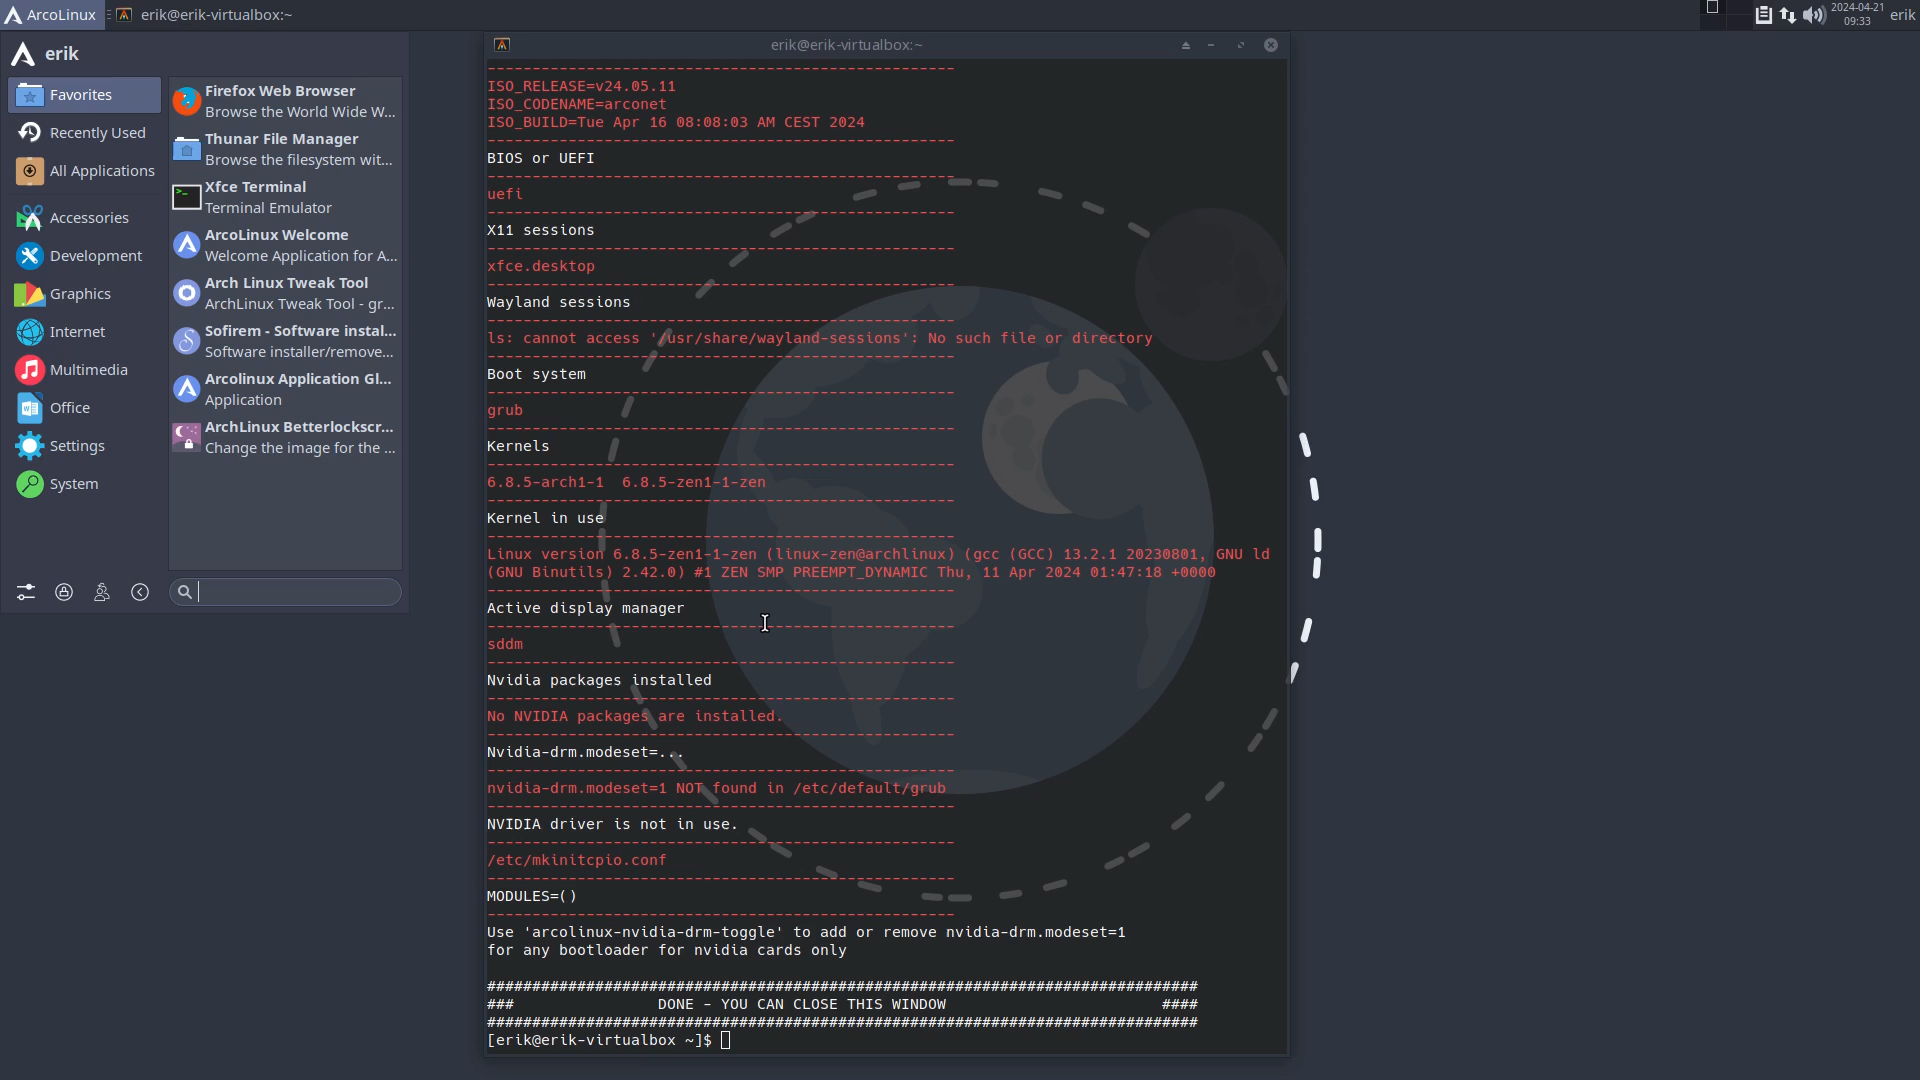 ArcoLinux
erik@erik-virtualbox:~
2024-04-21
09:33
erik
erik
Favorites
Recently Used
All Applications
Accessories
Development
Graphics
Internet
Multimedia
Office
Settings
System
Firefox Web Browser
Browse the World Wide W...
Thunar File Manager
Browse the filesystem wit...
Xfce Terminal
Terminal Emulator
ArcoLinux Welcome
Welcome Application for A...
Arch Linux Tweak Tool
ArchLinux Tweak Tool - gr...
Sofirem - Software instal...
Software installer/remove...
Arcolinux Application Gl...
Application
ArchLinux Betterlockscr...
Change the image for the ...
erik@erik-virtualbox:~
----------------------------------------------------
ISO_RELEASE=v24.05.11
ISO_CODENAME=arconet
ISO_BUILD=Tue Apr 16 08:08:03 AM CEST 2024
----------------------------------------------------
BIOS or UEFI
----------------------------------------------------
uefi
----------------------------------------------------
X11 sessions
----------------------------------------------------
xfce.desktop
----------------------------------------------------
Wayland sessions
----------------------------------------------------
ls: cannot access '/usr/share/wayland-sessions': No such file or directory
----------------------------------------------------
Boot system
----------------------------------------------------
grub
----------------------------------------------------
Kernels
----------------------------------------------------
6.8.5-arch1-1  6.8.5-zen1-1-zen
----------------------------------------------------
Kernel in use
----------------------------------------------------
Linux version 6.8.5-zen1-1-zen (linux-zen@archlinux) (gcc (GCC) 13.2.1 20230801, GNU ld
(GNU Binutils) 2.42.0) #1 ZEN SMP PREEMPT_DYNAMIC Thu, 11 Apr 2024 01:47:18 +0000
----------------------------------------------------
Active display manager
----------------------------------------------------
sddm
----------------------------------------------------
Nvidia packages installed
----------------------------------------------------
No NVIDIA packages are installed.
----------------------------------------------------
Nvidia-drm.modeset=...
----------------------------------------------------
nvidia-drm.modeset=1 NOT found in /etc/default/grub
----------------------------------------------------
NVIDIA driver is not in use.
----------------------------------------------------
/etc/mkinitcpio.conf
----------------------------------------------------
MODULES=()
----------------------------------------------------
Use 'arcolinux-nvidia-drm-toggle' to add or remove nvidia-drm.modeset=1
for any bootloader for nvidia cards only
###############################################################################
###                DONE - YOU CAN CLOSE THIS WINDOW                        ####
###############################################################################
[erik@erik-virtualbox ~]$